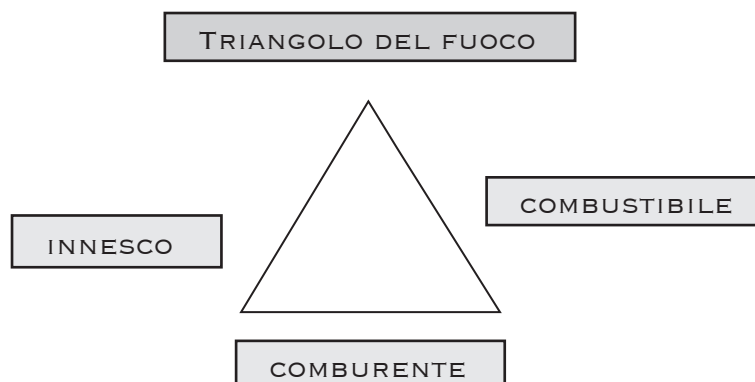 Triangolo del fuoco
combustibile
innesco
comburente